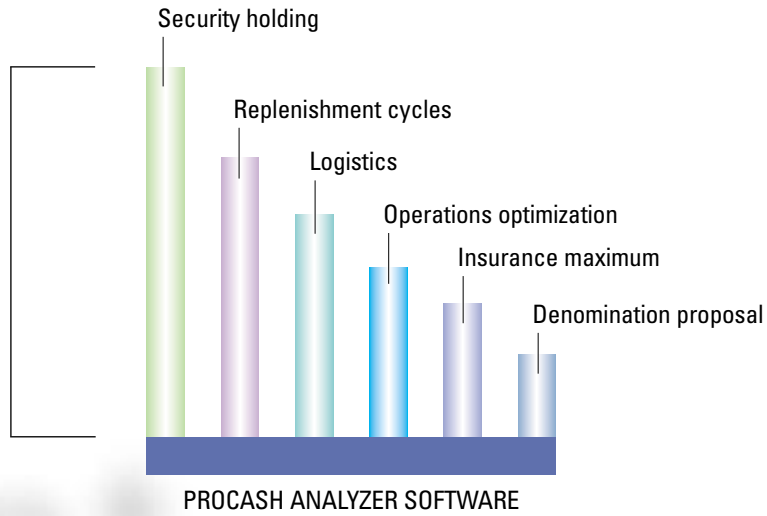 Security holding
Replenishment cycles
Logistics
Operations optimization
Insurance maximum
Denomination proposal
PROCASH ANALYZER SOFTWARE